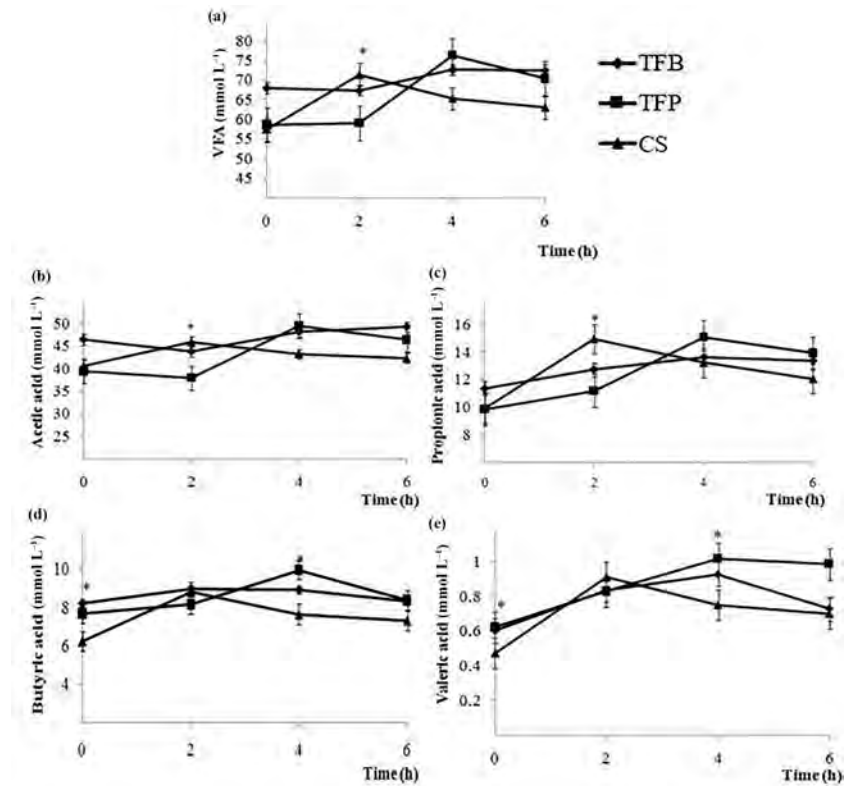 (a)
*
VFA (mmol L⁻¹)
80
75
70
65
60
55
50
45
0 2 4 6
Time (h)
TFB
TFP
CS
(b)
*
Acetic acid (mmol L⁻¹)
50
45
40
35
30
25
0 2 4 6
Time (h)
(c)
*
Propionic acid (mmol L⁻¹)
16
14
12
10
8
0 2 4 6
Time (h)
(d)
*
*
Butyric acid (mmol L⁻¹)
10
8
6
4
0 2 4 6
Time (h)
(e)
*
*
Valeric acid (mmol L⁻¹)
1
0.8
0.6
0.4
0.2
0 2 4 6
Time (h)